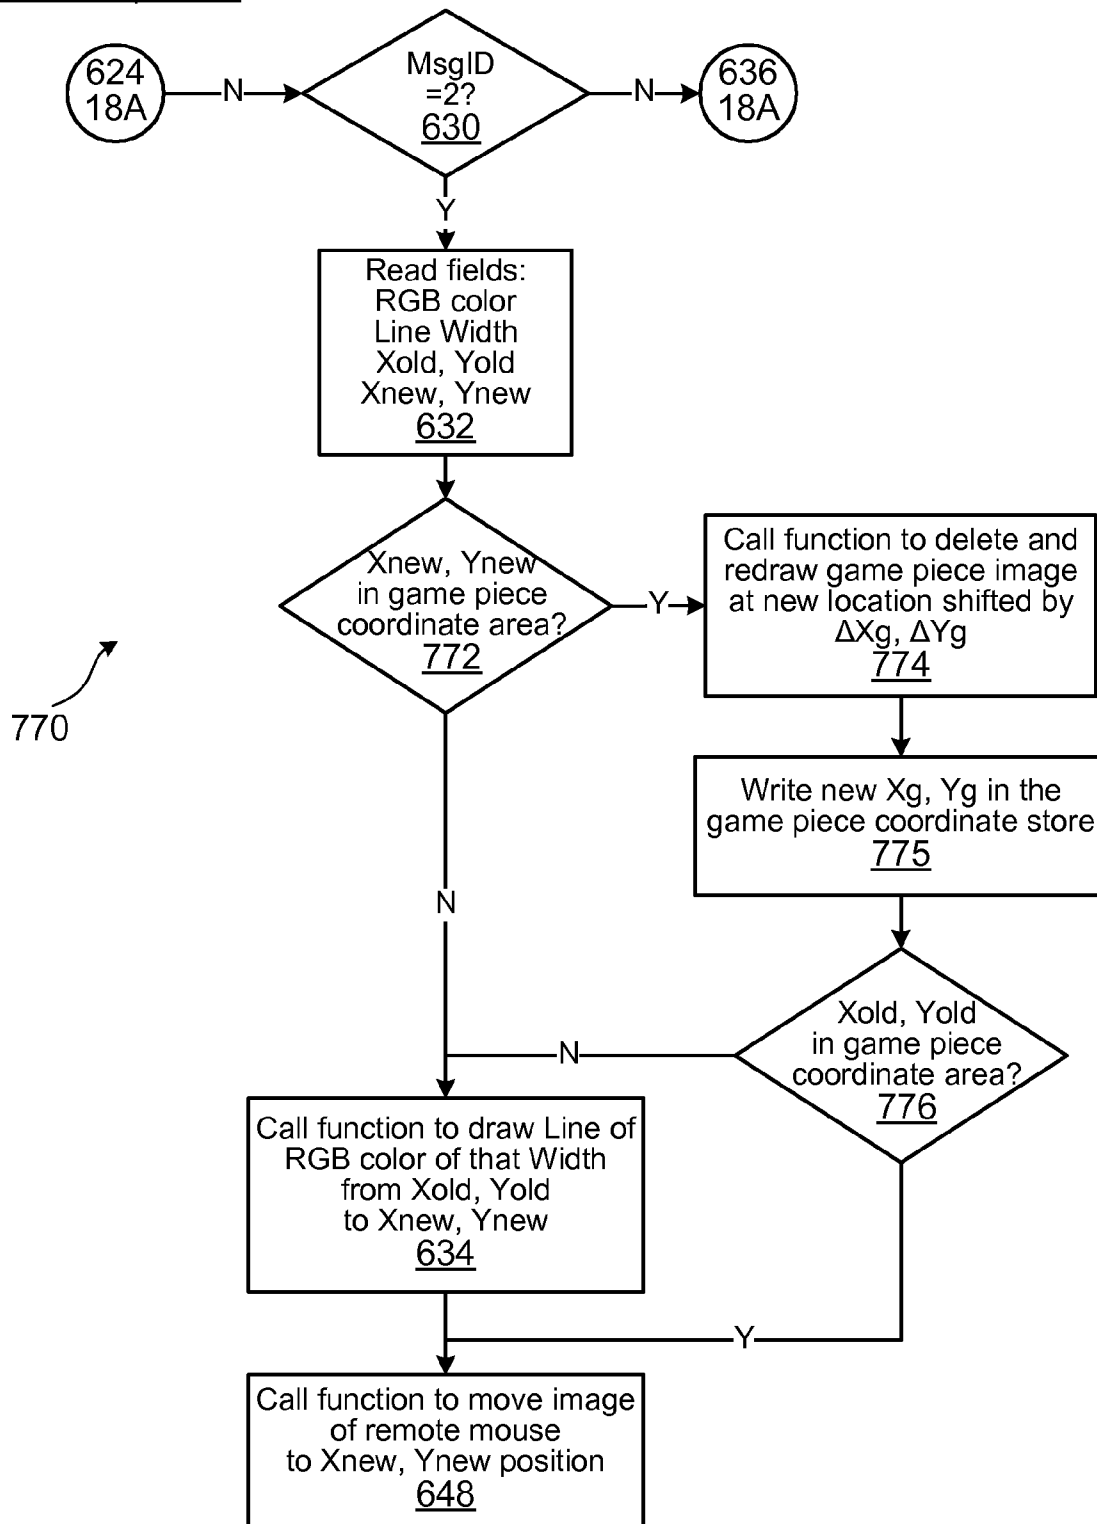 624
18A
N
MsgID
=2?
630
N
636
18A
Y
Read fields:
RGB color
Line Width
Xold, Yold
Xnew, Ynew
632
Xnew, Ynew
in game piece
coordinate area?
772
Y
Call function to delete and
redraw game piece image
at new location shifted by
ΔXg, ΔYg
774
770
Write new Xg, Yg in the
game piece coordinate store
775
N
Xold, Yold
in game piece
coordinate area?
776
N
Call function to draw Line of
RGB color of that Width
from Xold, Yold
to Xnew, Ynew
634
Y
Call function to move image
of remote mouse
to Xnew, Ynew position
648